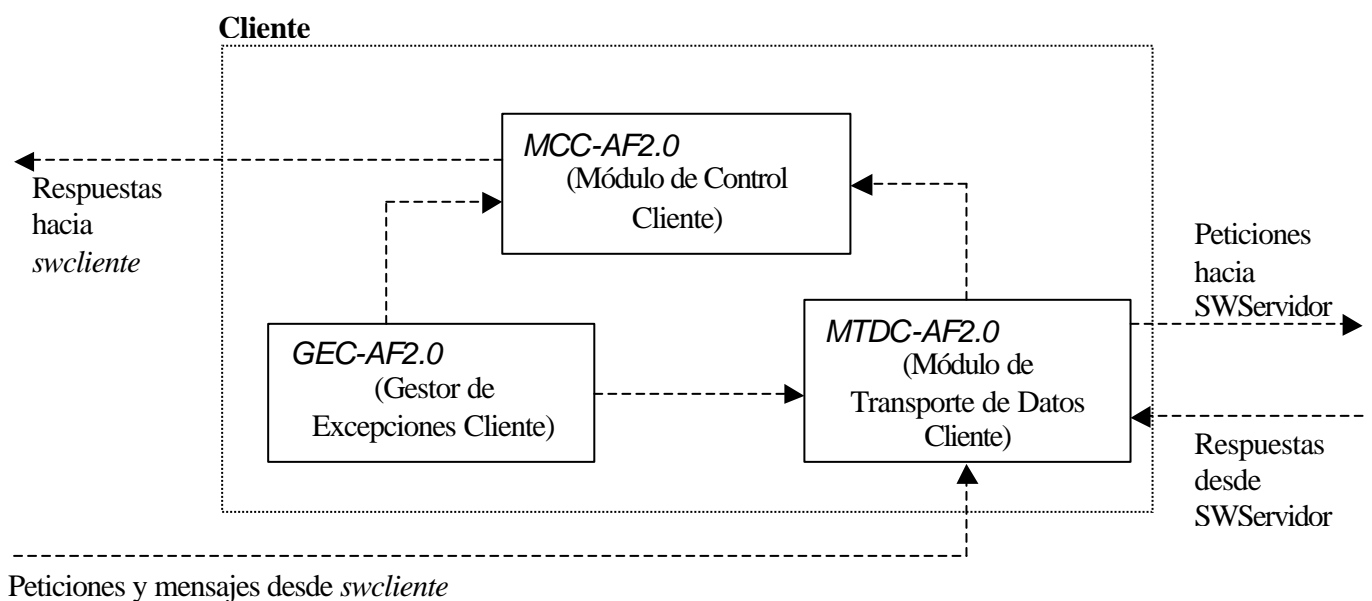 Cliente
MCC-AF2.0
(Módulo de Control
Cliente)
Respuestas
hacia
swcliente
Peticiones
hacia
SWServidor
GEC-AF2.0
(Gestor de
Excepciones Cliente)
MTDC-AF2.0
(Módulo de
Transporte de Datos
Cliente)
Respuestas
desde
SWServidor
Peticiones y mensajes desde swcliente